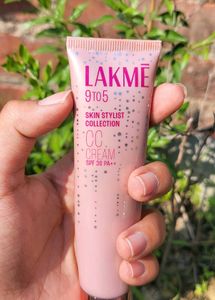 LAKMĒ
9TO5
SKIN STYLIST
COLLECTION
CC
CREAM
SPF 30 PA++